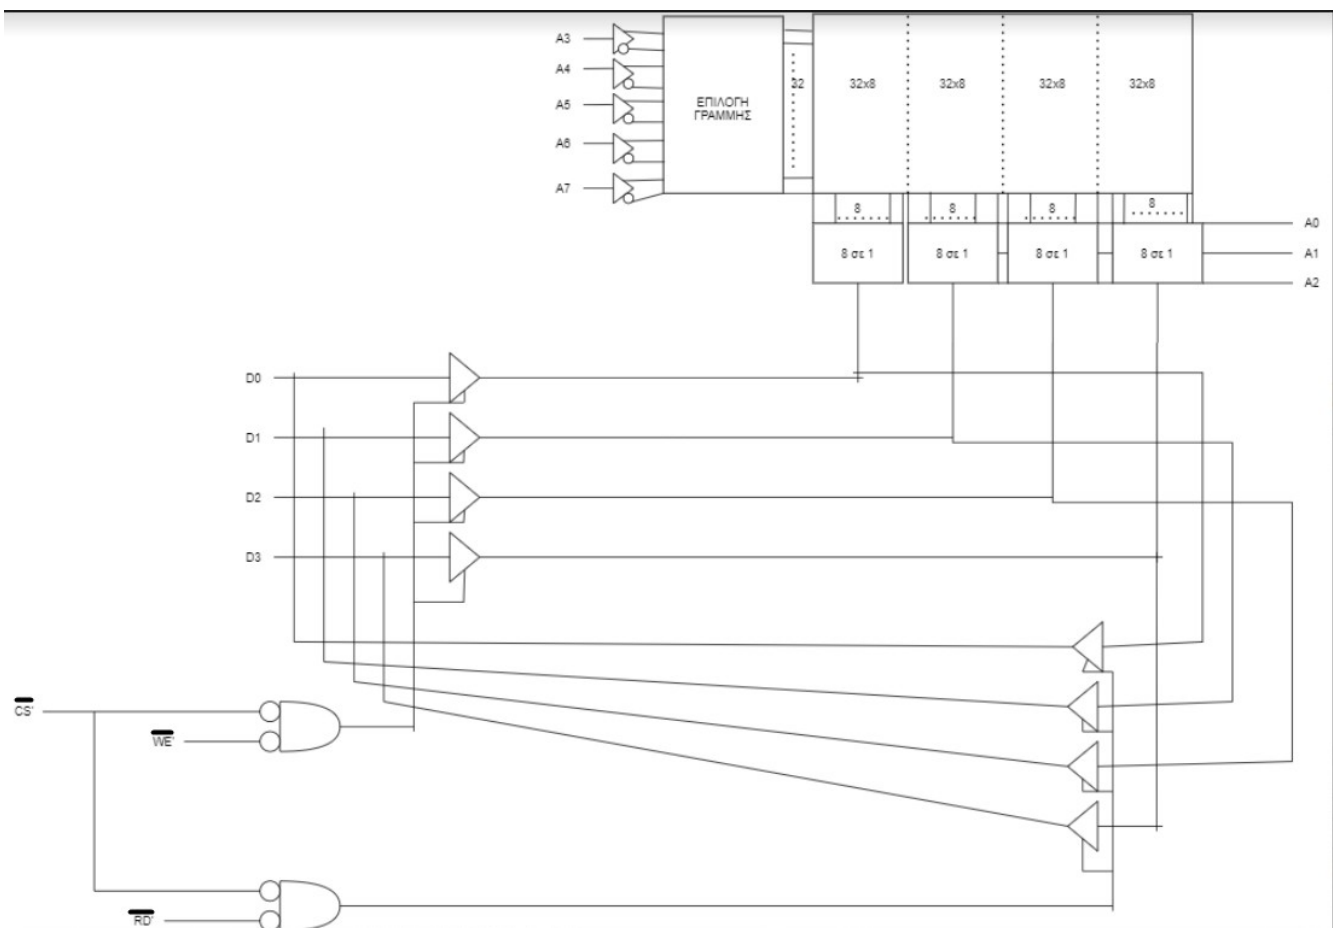 A3
A4
A5
A6
A7
ΕΠΙΛΟΓΗ
ΓΡΑΜΜΗΣ
32
32x8
32x8
32x8
32x8
8
8
8
8
8 σε 1
8 σε 1
8 σε 1
8 σε 1
A0
A1
A2
D0
D1
D2
D3
CS'
WE'
RD'